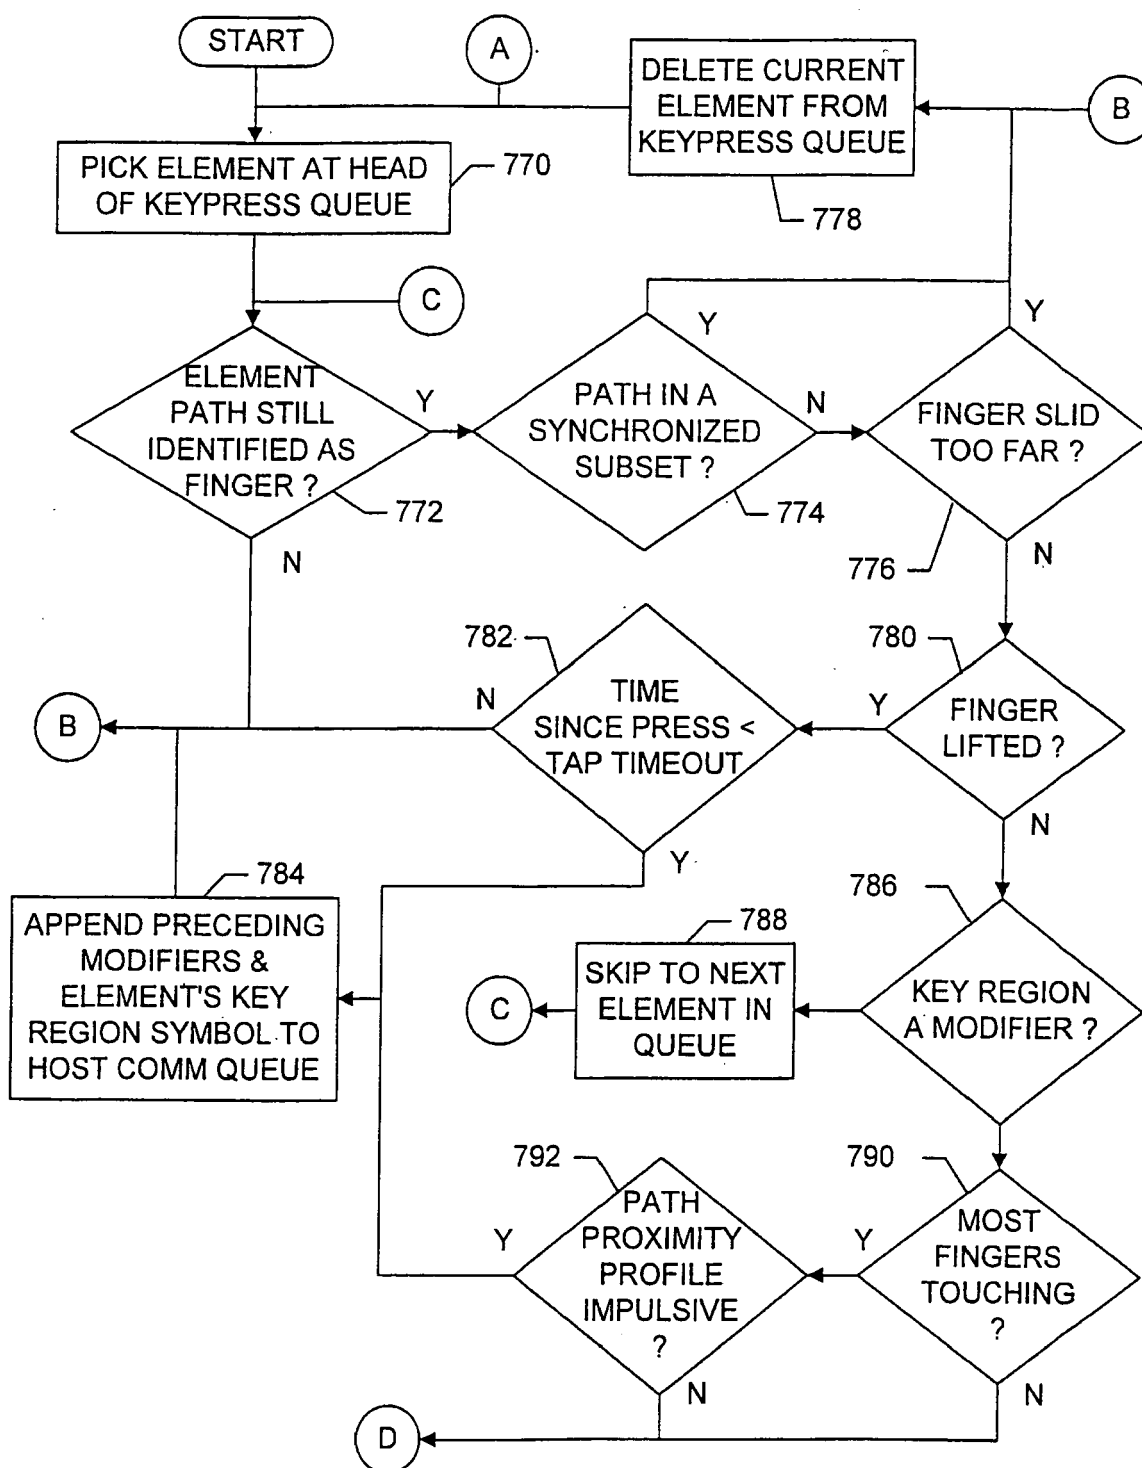 START
A
DELETE CURRENT
ELEMENT FROM
KEYPRESS QUEUE
B
PICK ELEMENT AT HEAD
OF KEYPRESS QUEUE
770
778
C
ELEMENT
PATH STILL
IDENTIFIED AS
FINGER ?
Y
772
N
PATH IN A
SYNCHRONIZED
SUBSET ?
Y
N
774
FINGER SLID
TOO FAR ?
Y
776
N
782
TIME
SINCE PRESS <
TAP TIMEOUT
N
Y
780
FINGER
LIFTED ?
Y
N
B
784
APPEND PRECEDING
MODIFIERS &
ELEMENT'S KEY
REGION SYMBOL TO
HOST COMM QUEUE
786
KEY REGION
A MODIFIER ?
788
SKIP TO NEXT
ELEMENT IN
QUEUE
C
792
PATH
PROXIMITY
PROFILE
IMPULSIVE
?
Y
N
790
MOST
FINGERS
TOUCHING
?
Y
N
D